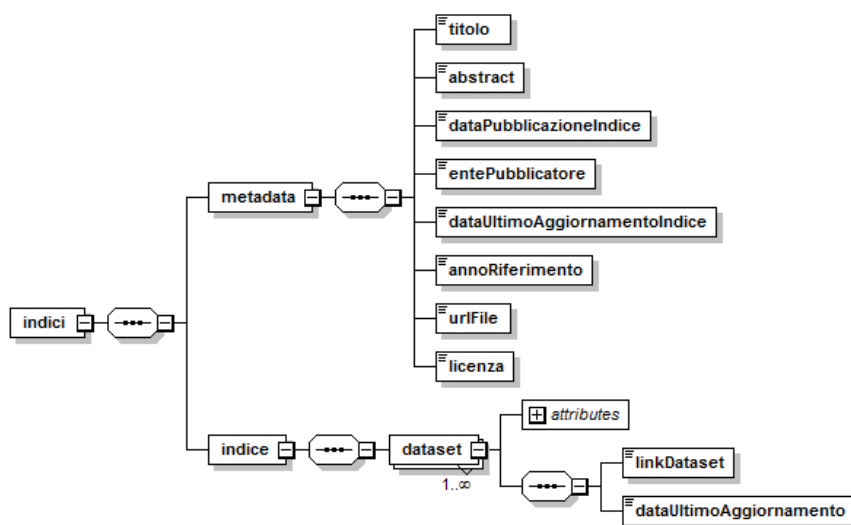 titolo
abstract
dataPubblicazioneIndice
entePubblicatore
metadata
dataUltimoAggiornamentoIndice
annoRiferimento
indici
urlFile
licenza
attributes
indice
dataset
linkDataset
1..∞
dataUltimoAggiornamento